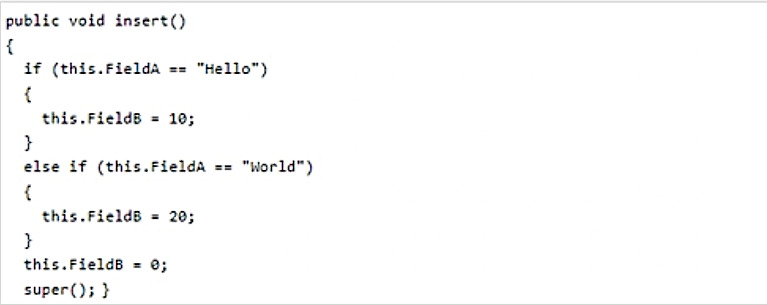 public void insert()
{
if (this.FieldA == "Hello")
{
this.FieldB = 10;
}
else if (this.FieldA == "World")
{
this.FieldB = 20;
}
this.FieldB = 0;
super(); }